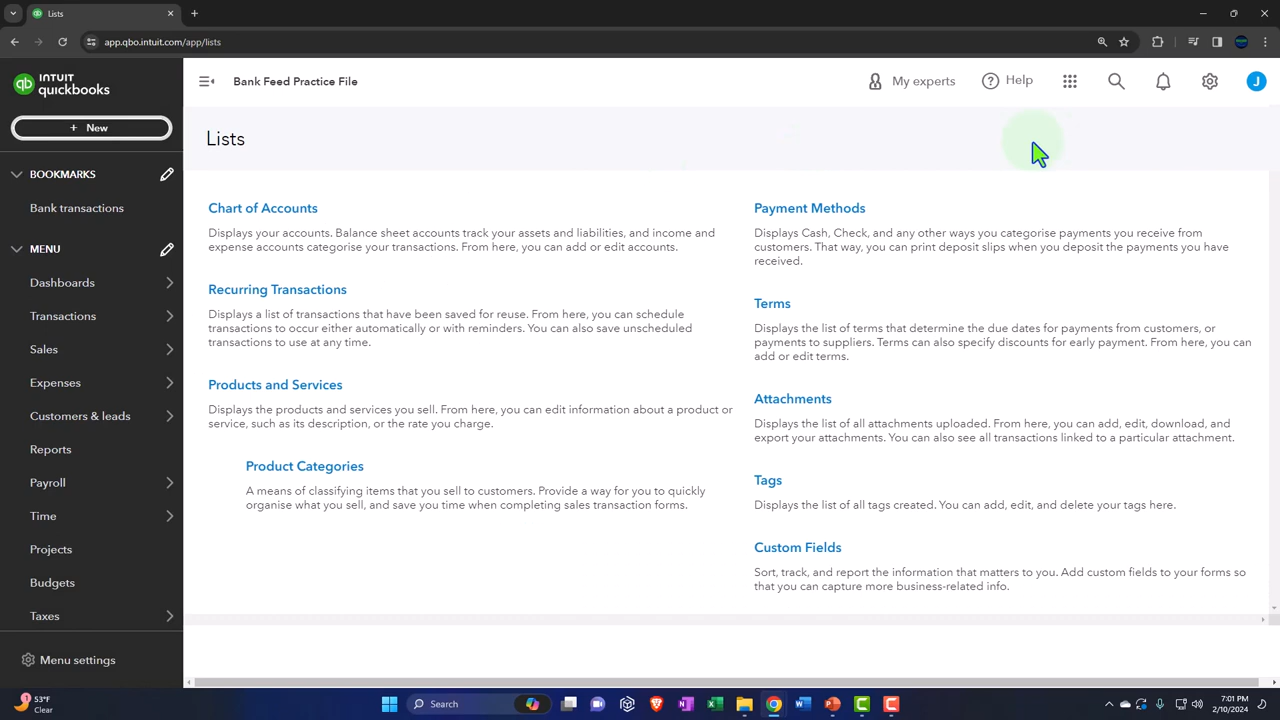 Lists
app.qbo.intuit.com/app/lists
INTUIT
quickbooks
Bank Feed Practice File
My experts
Help
J
+ New
BOOKMARKS
Bank transactions
MENU
Dashboards
Transactions
Sales
Expenses
Customers & leads
Reports
Payroll
Time
Projects
Budgets
Taxes
Menu settings
Lists
Chart of Accounts
Displays your accounts. Balance sheet accounts track your assets and liabilities, and income and
expense accounts categorise your transactions. From here, you can add or edit accounts.
Recurring Transactions
Displays a list of transactions that have been saved for reuse. From here, you can schedule
transactions to occur either automatically or with reminders. You can also save unscheduled
transactions to use at any time.
Products and Services
Displays the products and services you sell. From here, you can edit information about a product or
service, such as its description, or the rate you charge.
Product Categories
A means of classifying items that you sell to customers. Provide a way for you to quickly
organise what you sell, and save you time when completing sales transaction forms.
Payment Methods
Displays Cash, Check, and any other ways you categorise payments you receive from
customers. That way, you can print deposit slips when you deposit the payments you have
received.
Terms
Displays the list of terms that determine the due dates for payments from customers, or
payments to suppliers. Terms can also specify discounts for early payment. From here, you can
add or edit terms.
Attachments
Displays the list of all attachments uploaded. From here, you can add, edit, download, and
export your attachments. You can also see all transactions linked to a particular attachment.
Tags
Displays the list of all tags created. You can add, edit, and delete your tags here.
Custom Fields
Sort, track, and report the information that matters to you. Add custom fields to your forms so
that you can capture more business-related info.
53°F
Clear
Search
7:01 PM
2/10/2024